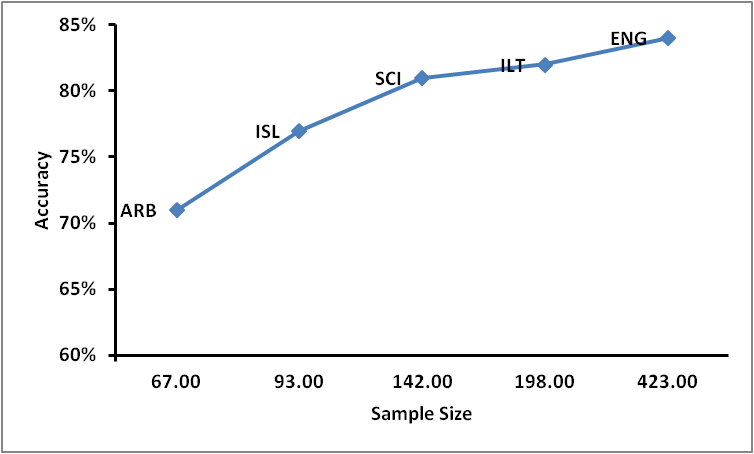 85%
80%
75%
70%
65%
60%
Accuracy
ARB
ISL
SCI
ILT
ENG
67.00 93.00 142.00 198.00 423.00
Sample Size